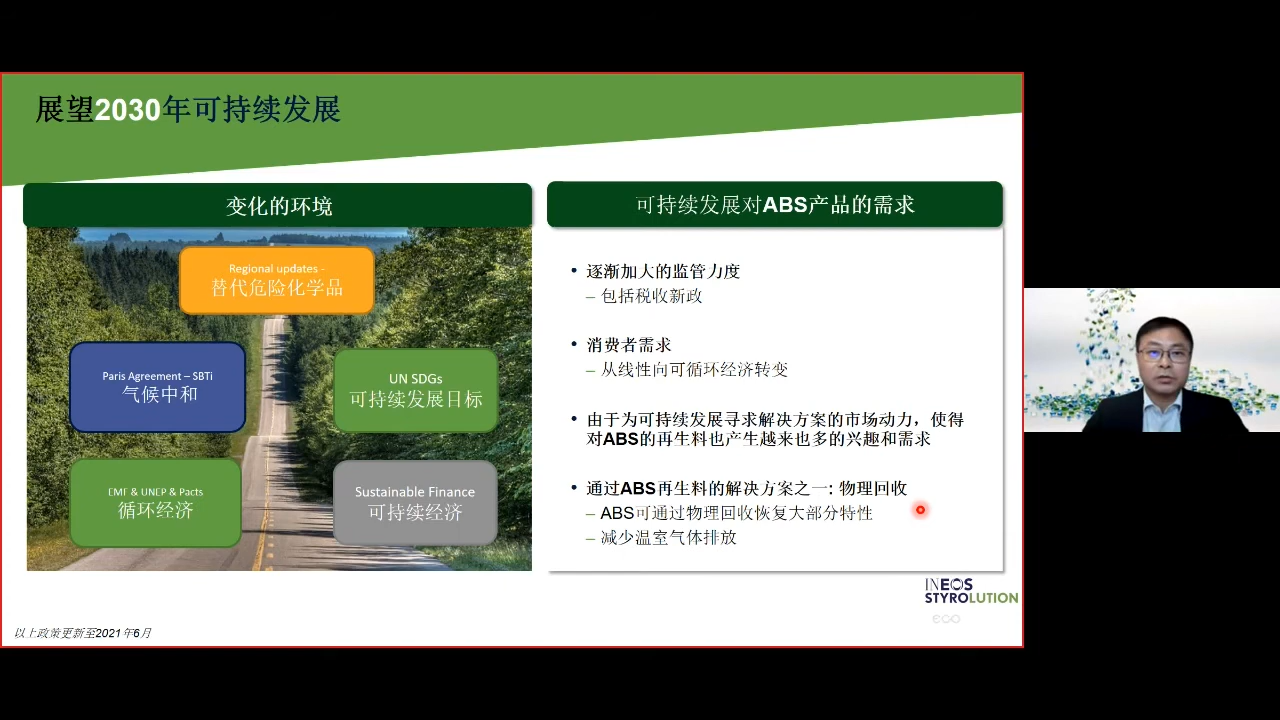 展望2030年可持续发展
变化的环境
Regional updates -
替代危险化学品
Paris Agreement – SBTi
气候中和
UN SDGs
可持续发展目标
EMF & UNEP & Pacts
循环经济
Sustainable Finance
可持续经济
可持续发展对ABS产品的需求
• 逐渐加大的监管力度
– 包括税收新政
• 消费者需求
– 从线性向可循环经济转变
• 由于为可持续发展寻求解决方案的市场动力，使得
对ABS的再生料也产生越来也多的兴趣和需求
• 通过ABS再生料的解决方案之一: 物理回收
– ABS可通过物理回收恢复大部分特性
– 减少温室气体排放
INEOS
STYROLUTION
ECO
以上政策更新至2021年6月